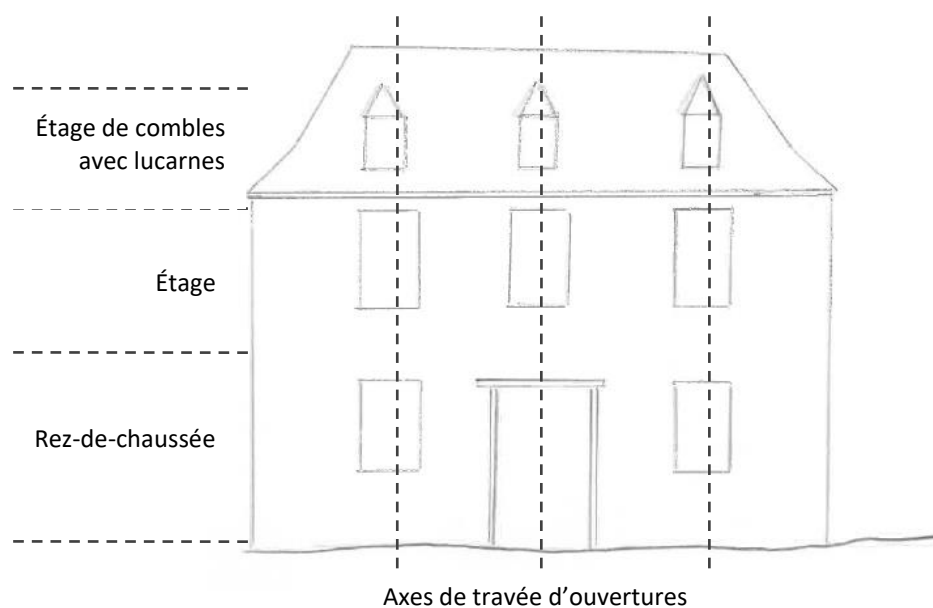 Étage de combles
avec lucarnes
Étage
Rez-de-chaussée
Axes de travée d’ouvertures